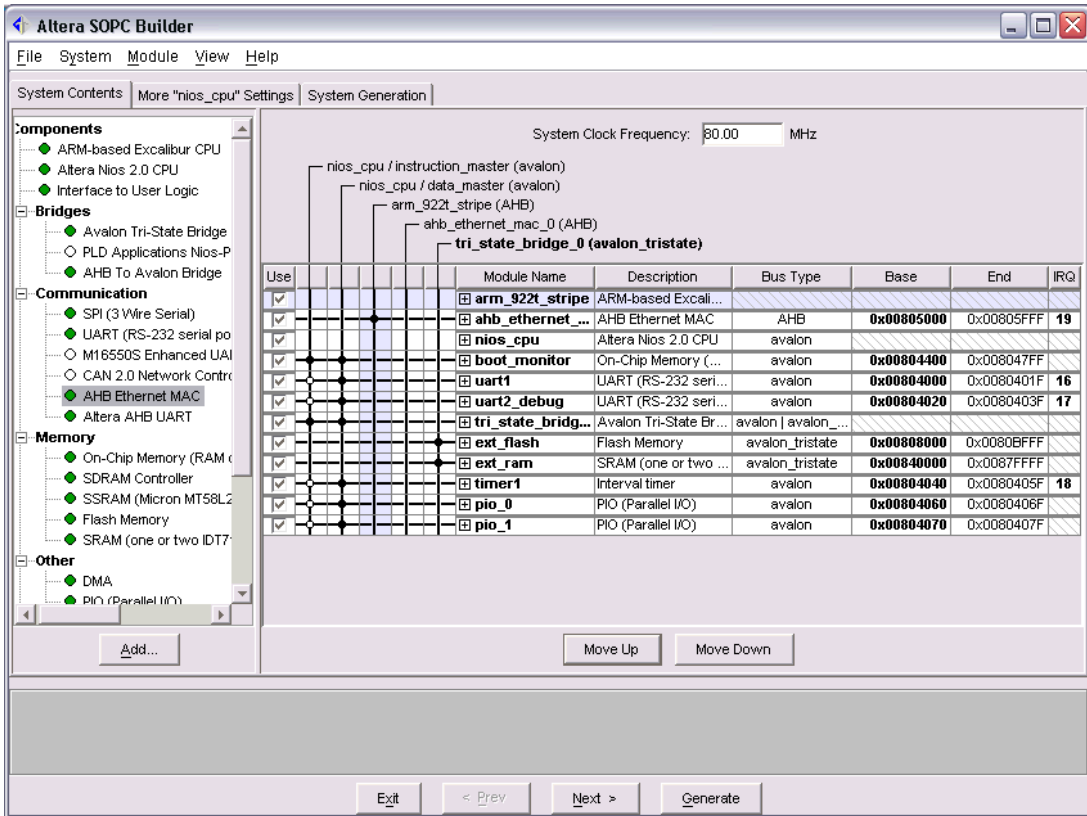 Altera SOPC Builder
File System Module View Help
System Contents More "nios_cpu" Settings System Generation
Components
ARM-based Excalibur CPU
Altera Nios 2.0 CPU
Interface to User Logic
Bridges
Avalon Tri-State Bridge
PLD Applications Nios-P
AHB To Avalon Bridge
Communication
SPI (3 Wire Serial)
UART (RS-232 serial po
M16550S Enhanced UAI
CAN 2.0 Network Contro
AHB Ethernet MAC
Altera AHB UART
Memory
On-Chip Memory (RAM o
SDRAM Controller
SSRAM (Micron MT58L2
Flash Memory
SRAM (one or two IDT7
Other
DMA
PIO (Parallel I/O)
Add...
System Clock Frequency: 80.00 MHz
nios_cpu / instruction_master (avalon)
nios_cpu / data_master (avalon)
arm_922t_stripe (AHB)
ahb_ethernet_mac_0 (AHB)
tri_state_bridge_0 (avalon_tristate)
Use Module Name Description Bus Type Base End IRQ
arm_922t_stripe ARM-based Excali...
ahb_ethernet_... AHB Ethernet MAC AHB 0x00805000 0x00805FFF 19
nios_cpu Altera Nios 2.0 CPU avalon
boot_monitor On-Chip Memory (... avalon 0x00804400 0x008047FF
uart1 UART (RS-232 seri... avalon 0x00804000 0x0080401F 16
uart2_debug UART (RS-232 seri... avalon 0x00804020 0x0080403F 17
tri_state_bridg... Avalon Tri-State Br... avalon | avalon_...
ext_flash Flash Memory avalon_tristate 0x00808000 0x0080BFFF
ext_ram SRAM (one or two ... avalon_tristate 0x00840000 0x0087FFFF
timer1 Interval timer avalon 0x00804040 0x0080405F 18
pio_0 PIO (Parallel I/O) avalon 0x00804060 0x0080406F
pio_1 PIO (Parallel I/O) avalon 0x00804070 0x0080407F
Move Up Move Down
Exit < Prev Next > Generate